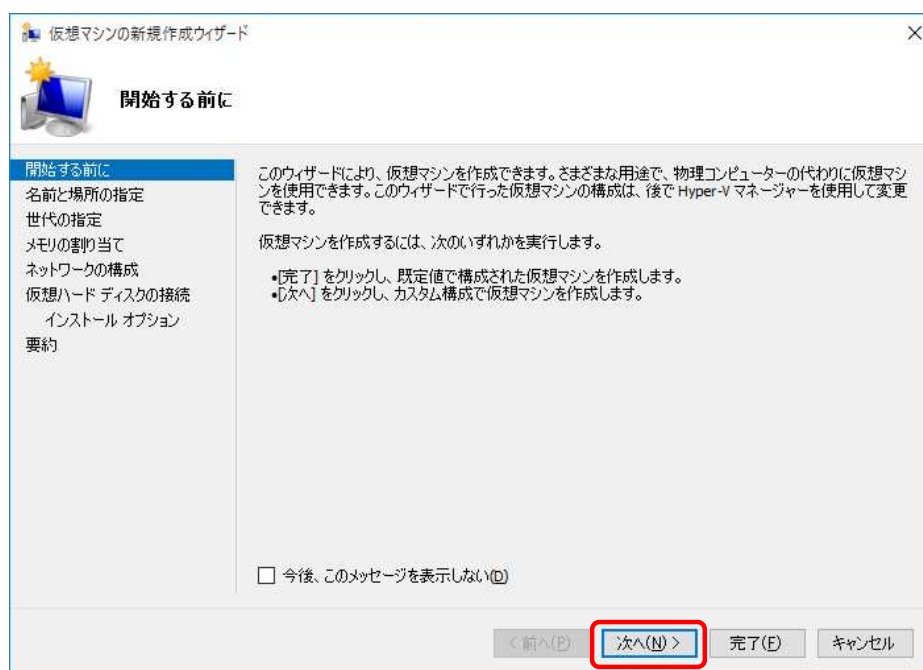 仮想マシンの新規作成ウィザード
開始する前に
開始する前に
名前と場所の指定
世代の指定
メモリの割り当て
ネットワークの構成
仮想ハード ディスクの接続
インストール オプション
要約
このウィザードにより、仮想マシンを作成できます。さまざまな用途で、物理コンピューターの代わりに仮想マシ
ンを使用できます。このウィザードで行った仮想マシンの構成は、後で Hyper-V マネージャーを使用して変更
できます。
仮想マシンを作成するには、次のいずれかを実行します。
•[完了] をクリックし、既定値で構成された仮想マシンを作成します。
•[次へ] をクリックし、カスタム構成で仮想マシンを作成します。
今後、このメッセージを表示しない(D)
< 前へ(P) 次へ(N) > 完了(F) キャンセル